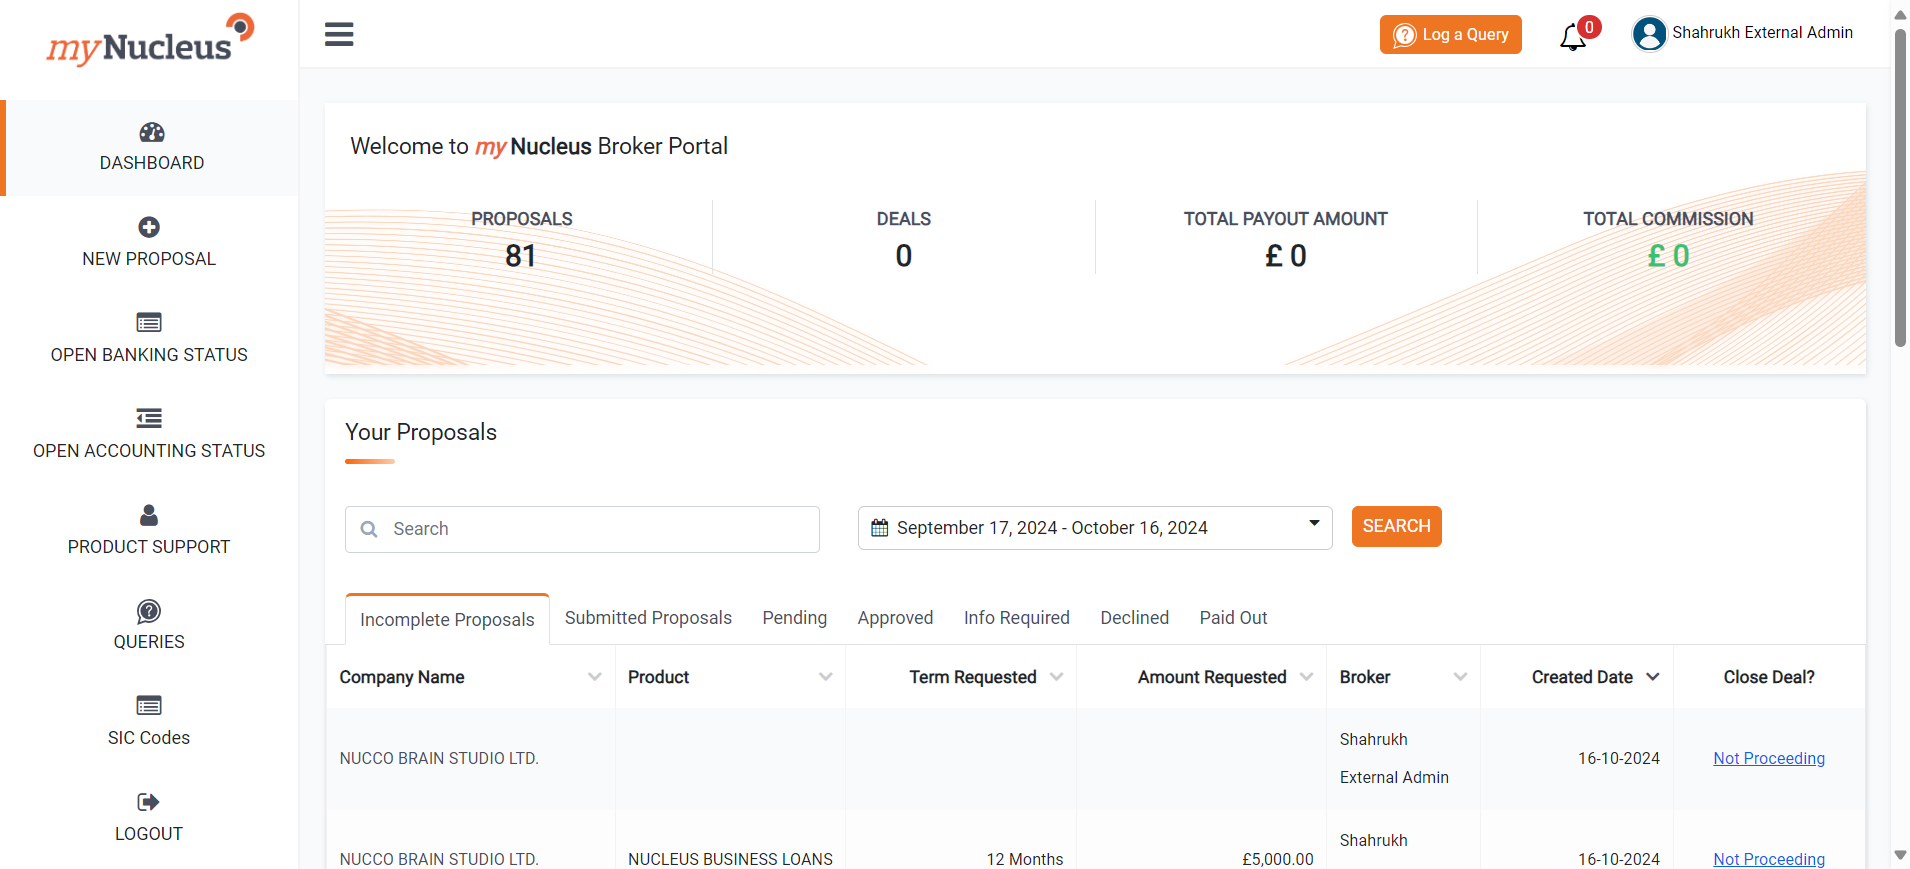 myNucleus
Log a Query
0
Shahrukh External Admin
DASHBOARD
NEW PROPOSAL
OPEN BANKING STATUS
OPEN ACCOUNTING STATUS
PRODUCT SUPPORT
QUERIES
SIC Codes
LOGOUT
Welcome to my Nucleus Broker Portal
PROPOSALS
81
DEALS
0
TOTAL PAYOUT AMOUNT
£ 0
TOTAL COMMISSION
£ 0
Your Proposals
Search
September 17, 2024 - October 16, 2024
SEARCH
Incomplete Proposals Submitted Proposals Pending Approved Info Required Declined Paid Out
Company Name Product Term Requested Amount Requested Broker Created Date Close Deal?
NUCCO BRAIN STUDIO LTD. Shahrukh External Admin 16-10-2024 Not Proceeding
NUCCO BRAIN STUDIO LTD. NUCLEUS BUSINESS LOANS 12 Months £5,000.00 Shahrukh 16-10-2024 Not Proceeding